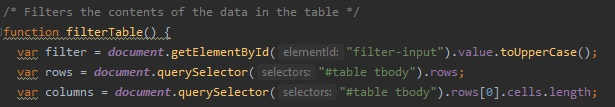 /* Filters the contents of the data in the table */
function filterTable() {
var filter = document.getElementById( elementId: "filter-input").value.toUpperCase();
var rows = document.querySelector( selectors: "#table tbody").rows;
var columns = document.querySelector( selectors: "#table tbody").rows[0].cells.length;